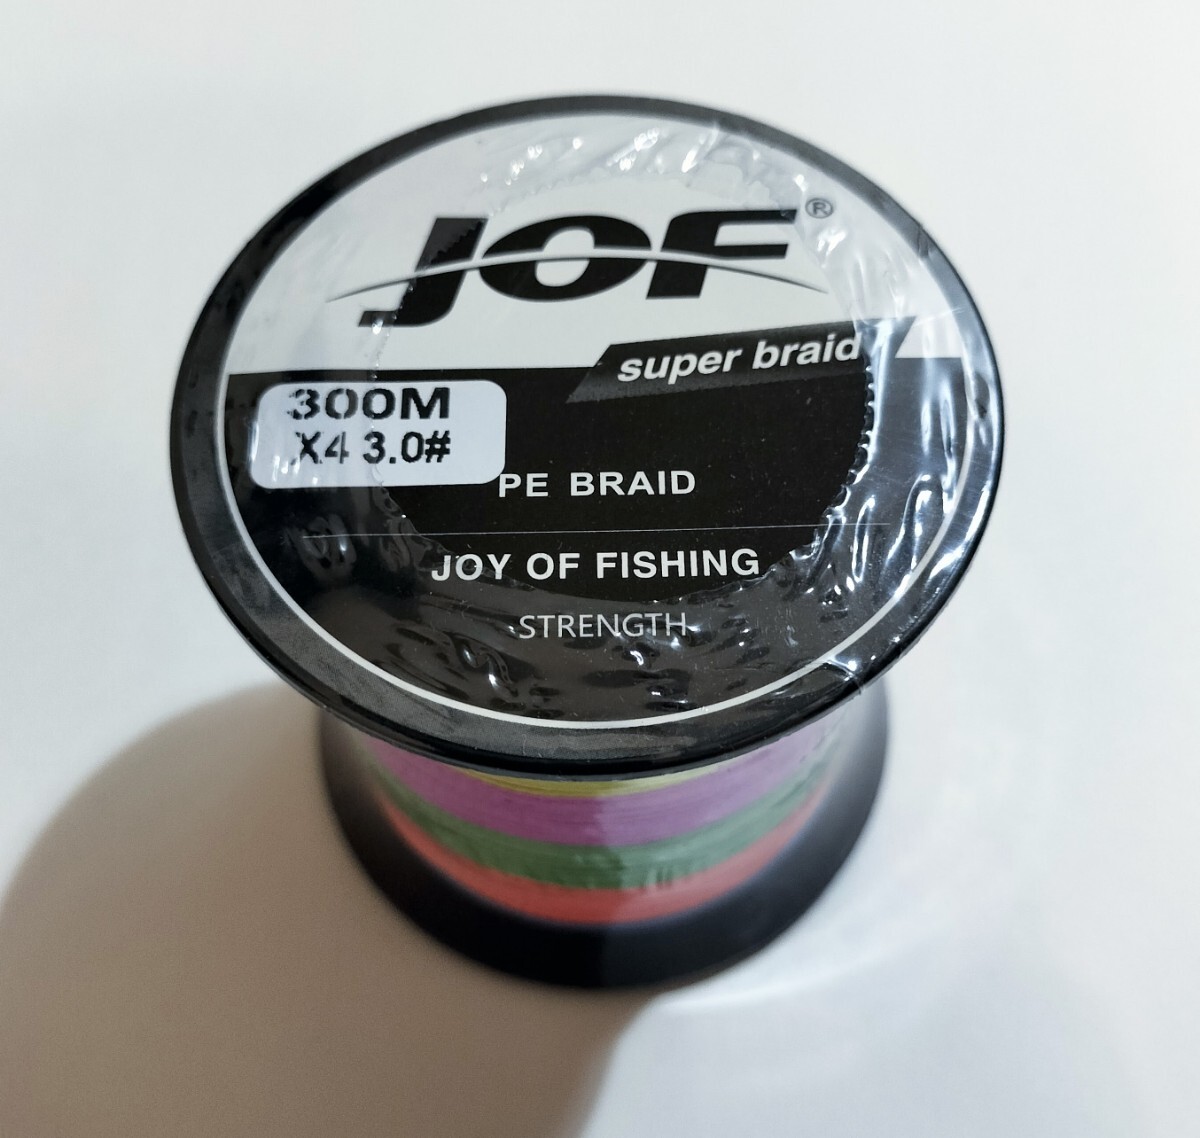 JOF®
super braid
300M
X4 3.0#
PE BRAID
JOY OF FISHING
STRENGTH